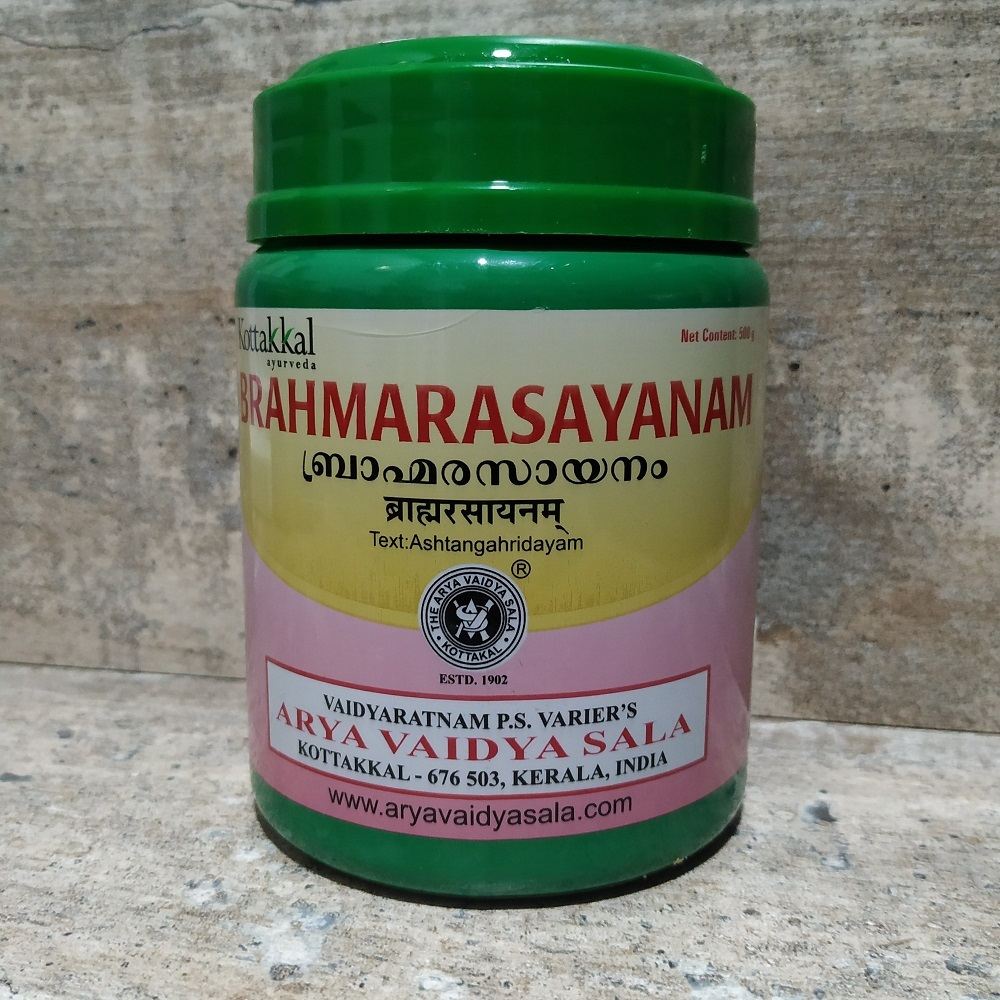 Kottakkal
ayurveda
Net Content: 500 g
BRAHMARASAYANAM
ബ്രാഹ്മരസായനം
ब्राह्मरसायनम्
Text:Ashtangahridayam
®
THE ARYA VAIDYA SALA
KOTTAKAL
ESTD. 1902
VAIDYARATNAM P.S. VARIER'S
ARYA VAIDYA SALA
KOTTAKKAL - 676 503, KERALA, INDIA
www.aryavaidyasala.com